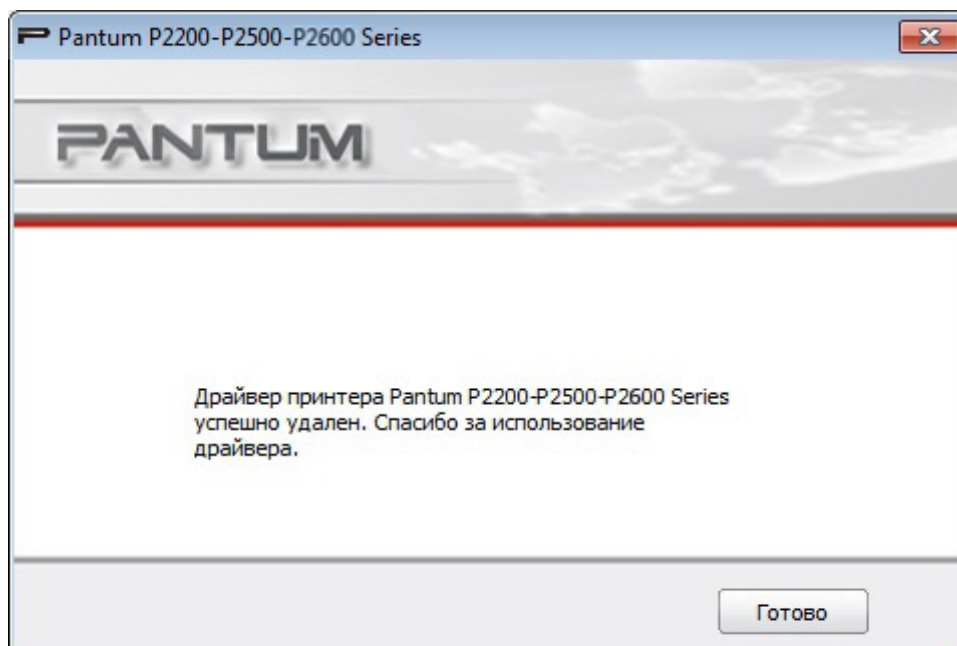 Pantum P2200-P2500-P2600 Series
PANTUM
Драйвер принтера Pantum P2200-P2500-P2600 Series
успешно удален. Спасибо за использование
драйвера.
Готово